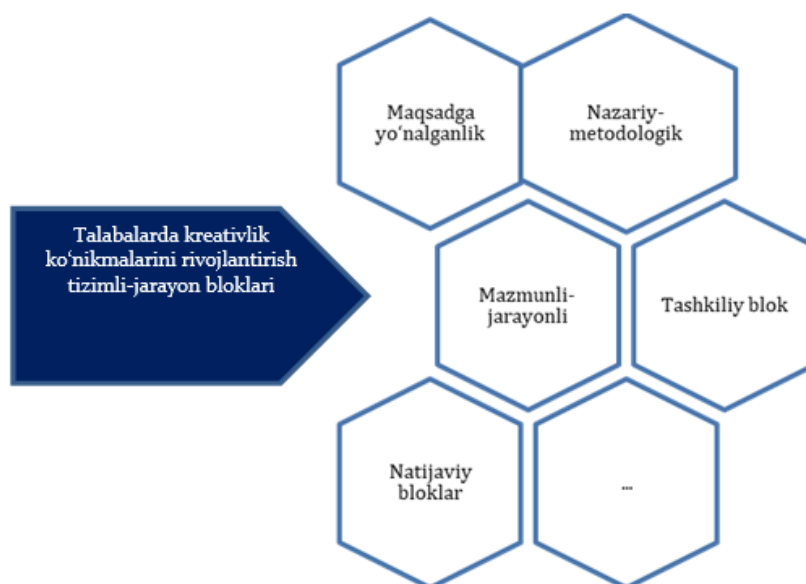 Maqsadga
yo‘nalganlik
Nazariy-
metodologik
Talabalarda kreativlik
ko‘nikmalarini rivojlantirish
tizimli-jarayon bloklari
Mazmunli-
jarayonli
Tashkiliy blok
Natijaviy
bloklar
...